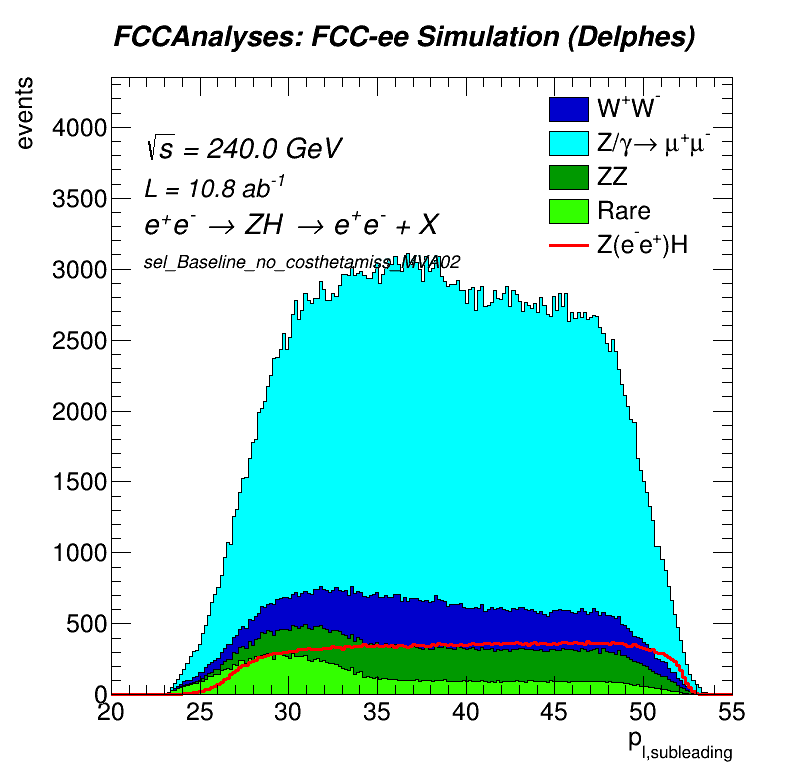 FCCAnalyses: FCC-ee Simulation (Delphes)
events
4000
3500
3000
2500
2000
1500
1000
500
0
√s = 240.0 GeV
L = 10.8 ab⁻¹
e⁺e⁻ → ZH → e⁺e⁻ + X
sel_Baseline_no_costhetamiss_MVA02
W⁺W⁻
Z/γ→ μ⁺μ⁻
ZZ
Rare
Z(e⁻e⁺)H
20 25 30 35 40 45 50 55
p_l,subleading